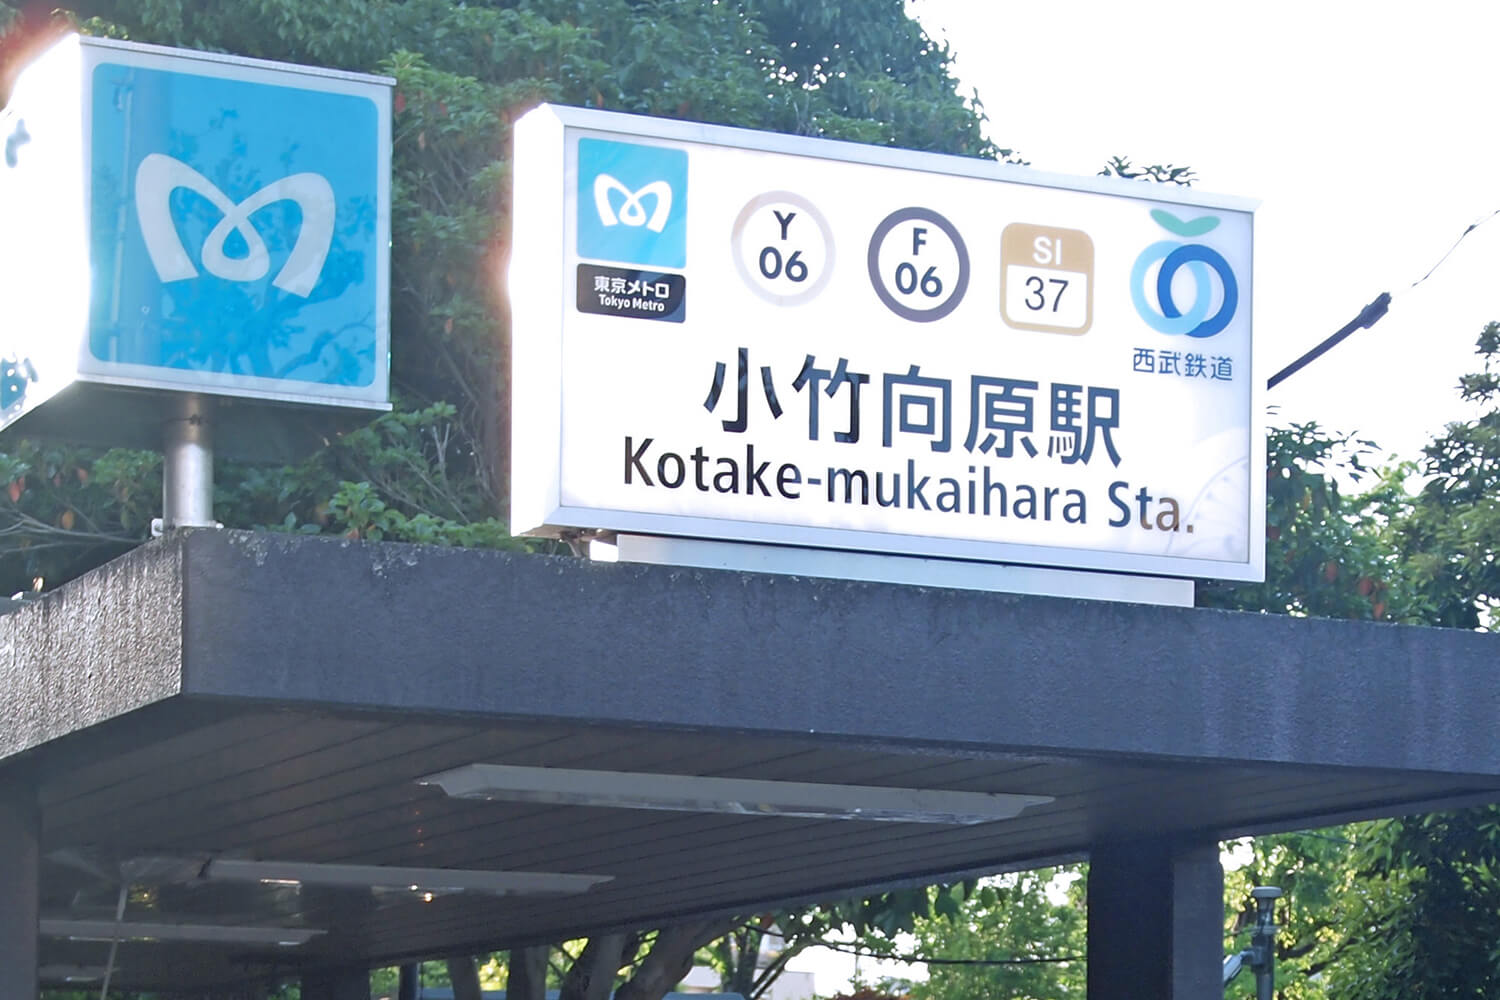 東京メトロ
Tokyo Metro
Y
06
F
06
SI
37
西武鉄道
小竹向原駅
Kotake-mukaihara Sta.